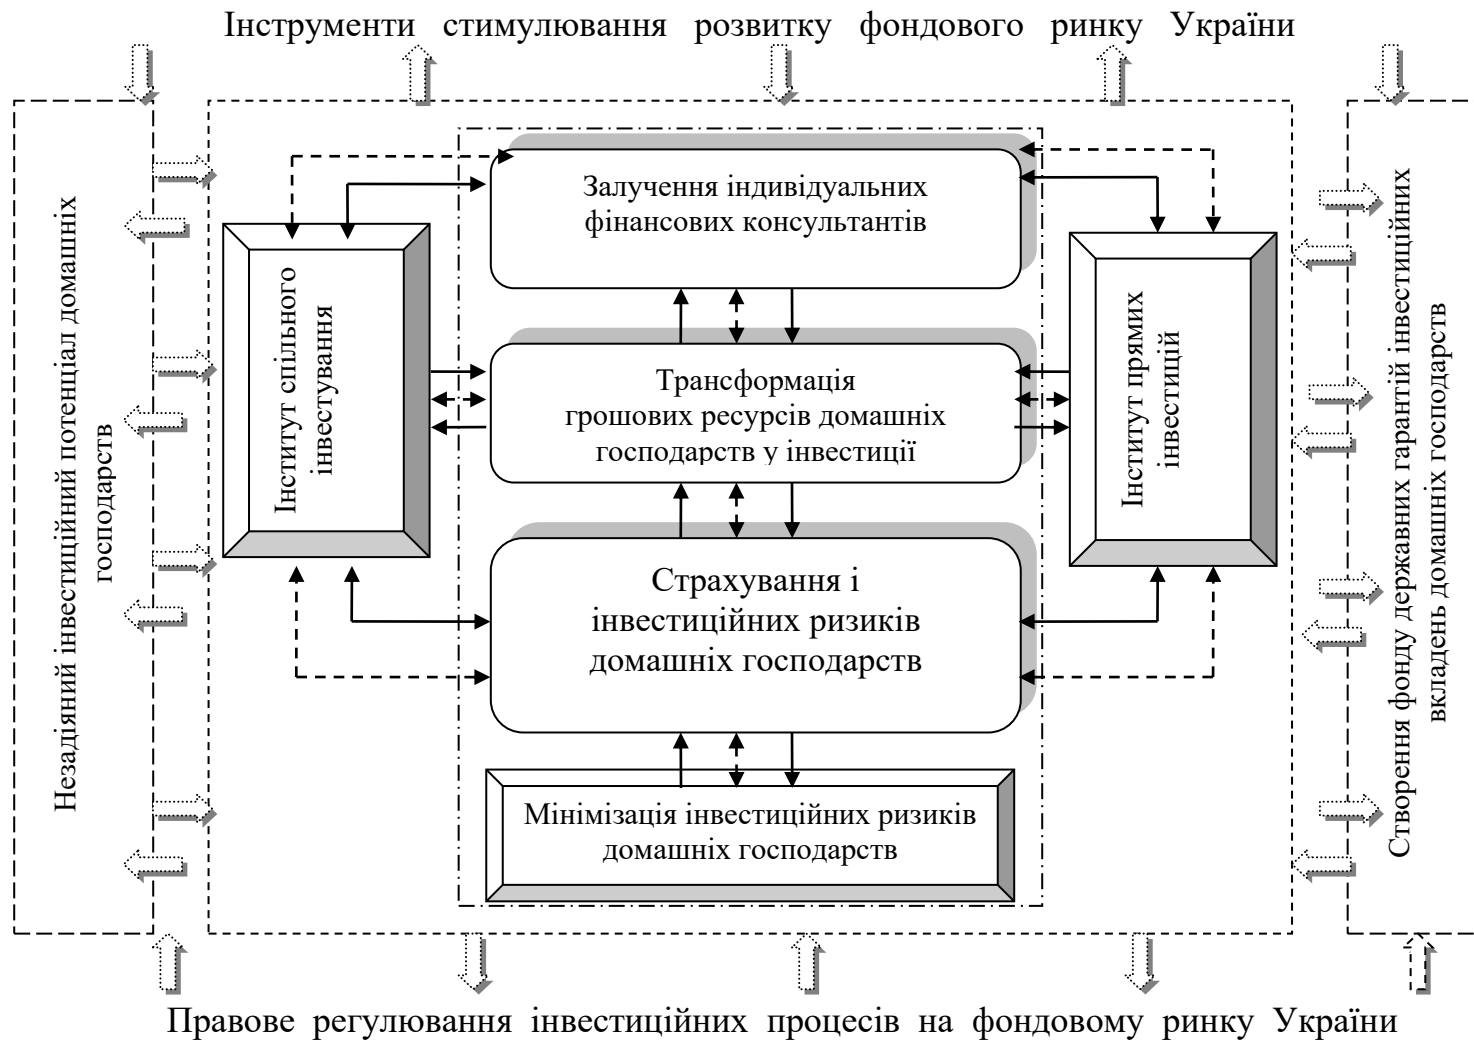 Інструменти стимулювання розвитку фондового ринку України
Незадіяний інвестиційний потенціал домашніх
господарств
Інститут спільного
інвестування
Залучення індивідуальних
фінансових консультантів
Трансформація
грошових ресурсів домашніх
господарств у інвестиції
Страхування і
інвестиційних ризиків
домашніх господарств
Мінімізація інвестиційних ризиків
домашніх господарств
Інститут прямих
інвестицій
Створення фонду державних гарантій інвестиційних
вкладень домашніх господарств
Правове регулювання інвестиційних процесів на фондовому ринку України